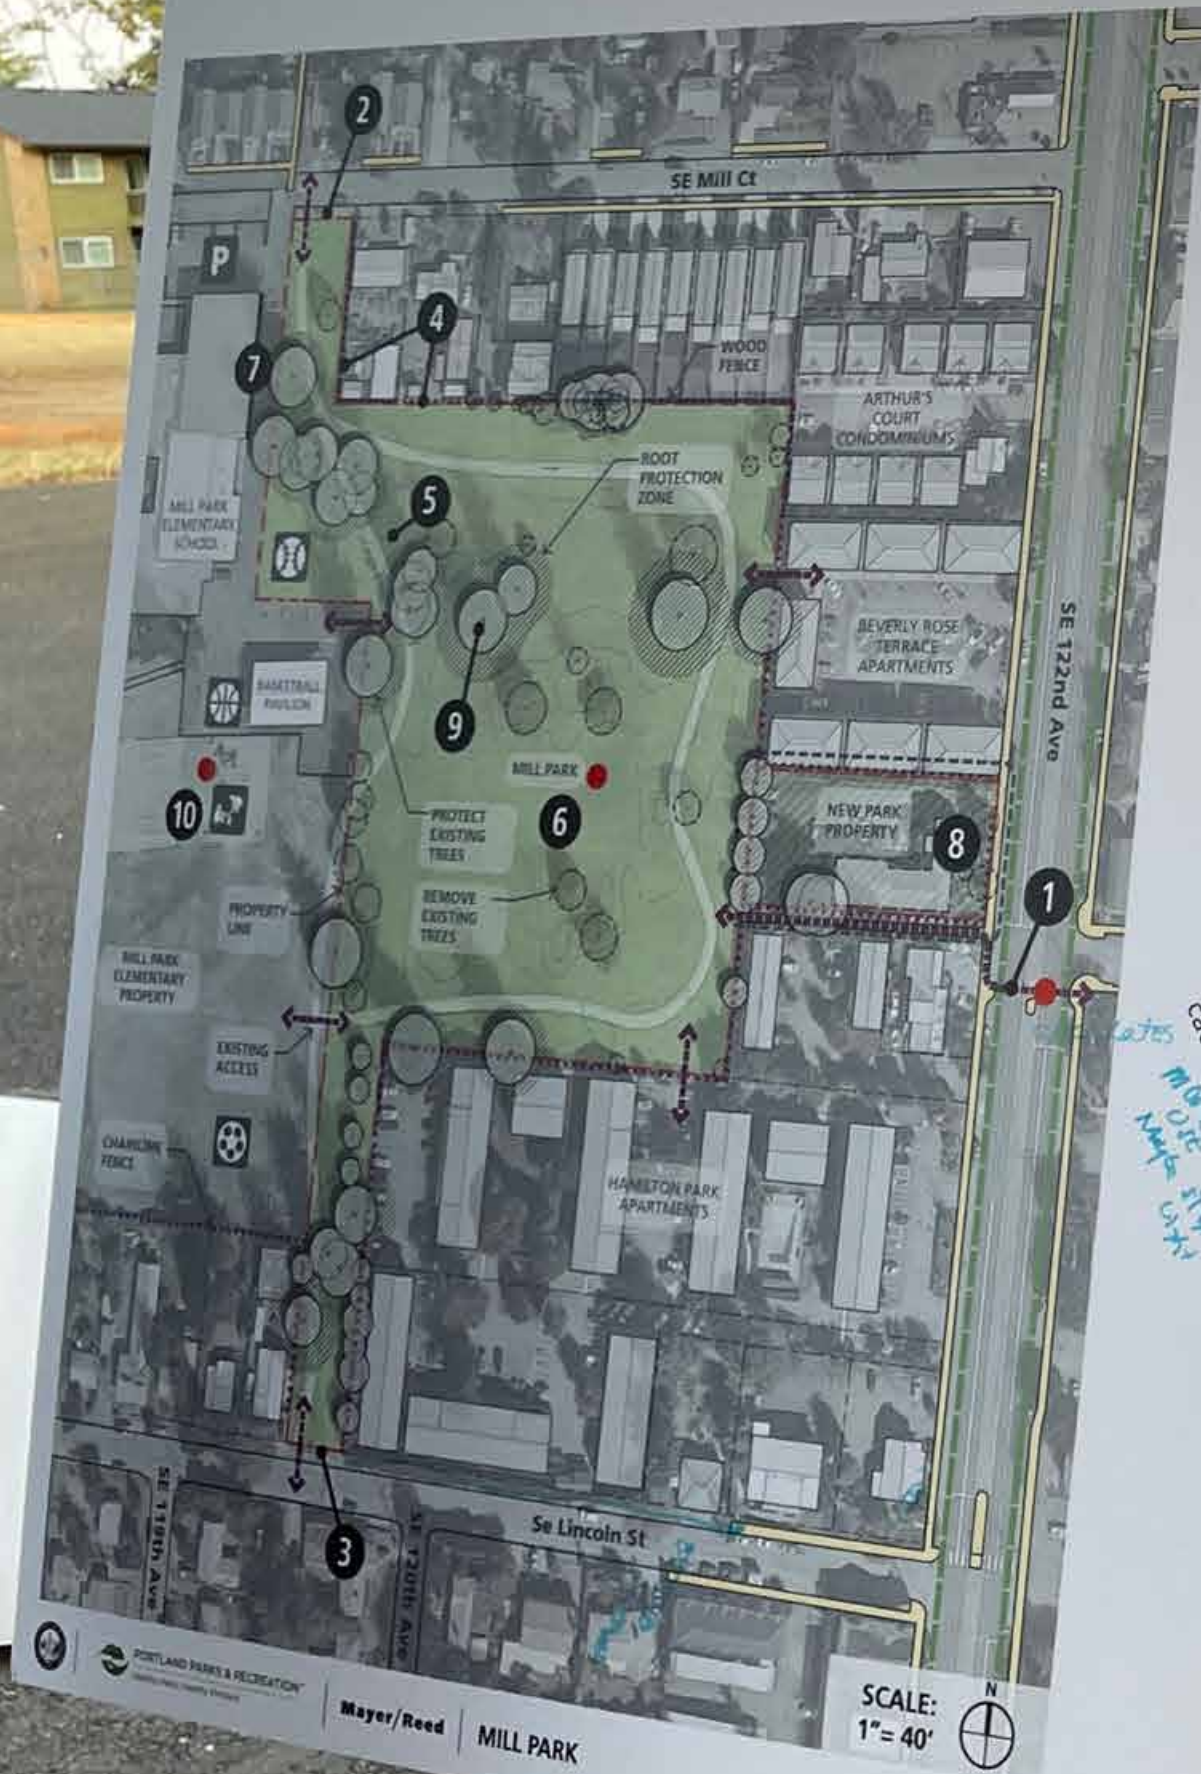 2
SE Mill Ct
P
4
7
WOOD
FENCE
ARTHUR'S
COURT
CONDOMINIUMS
ROOT
PROTECTION
ZONE
5
MILL PARK
ELEMENTARY
SCHOOL
SE 122nd Ave
BEVERLY ROSE
TERRACE
APARTMENTS
BASKETBALL
PAVILION
9
MILL PARK
10
6
PROTECT
EXISTING
TREES
NEW PARK
PROPERTY
8
1
REMOVE
EXISTING
TREES
PROPERTY
LINE
MILL PARK
ELEMENTARY
PROPERTY
EXISTING
ACCESS
CHAINLINK
FENCE
HAMILTON PARK
APARTMENTS
Se Lincoln St
3
SE 119th Ave
SE 120th Ave
PORTLAND PARKS & RECREATION
Mayer/Reed
MILL PARK
SCALE:
1"= 40'
N